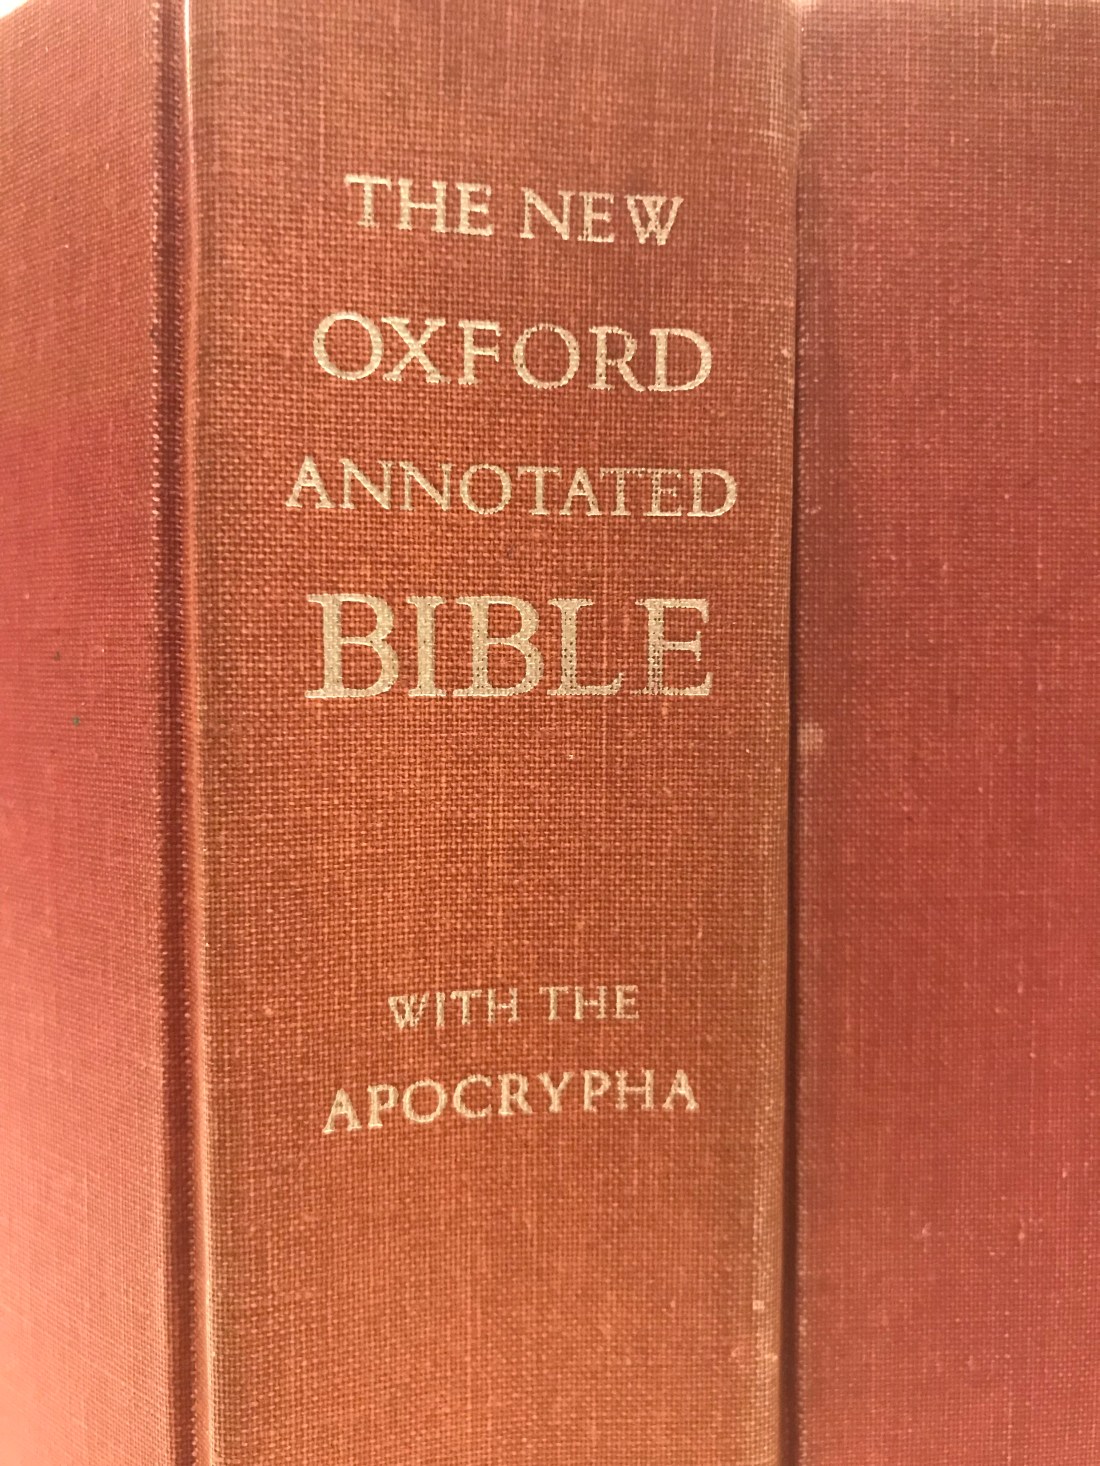 THE NEW
OXFORD
ANNOTATED
BIBLE
WITH THE
APOCRYPHA